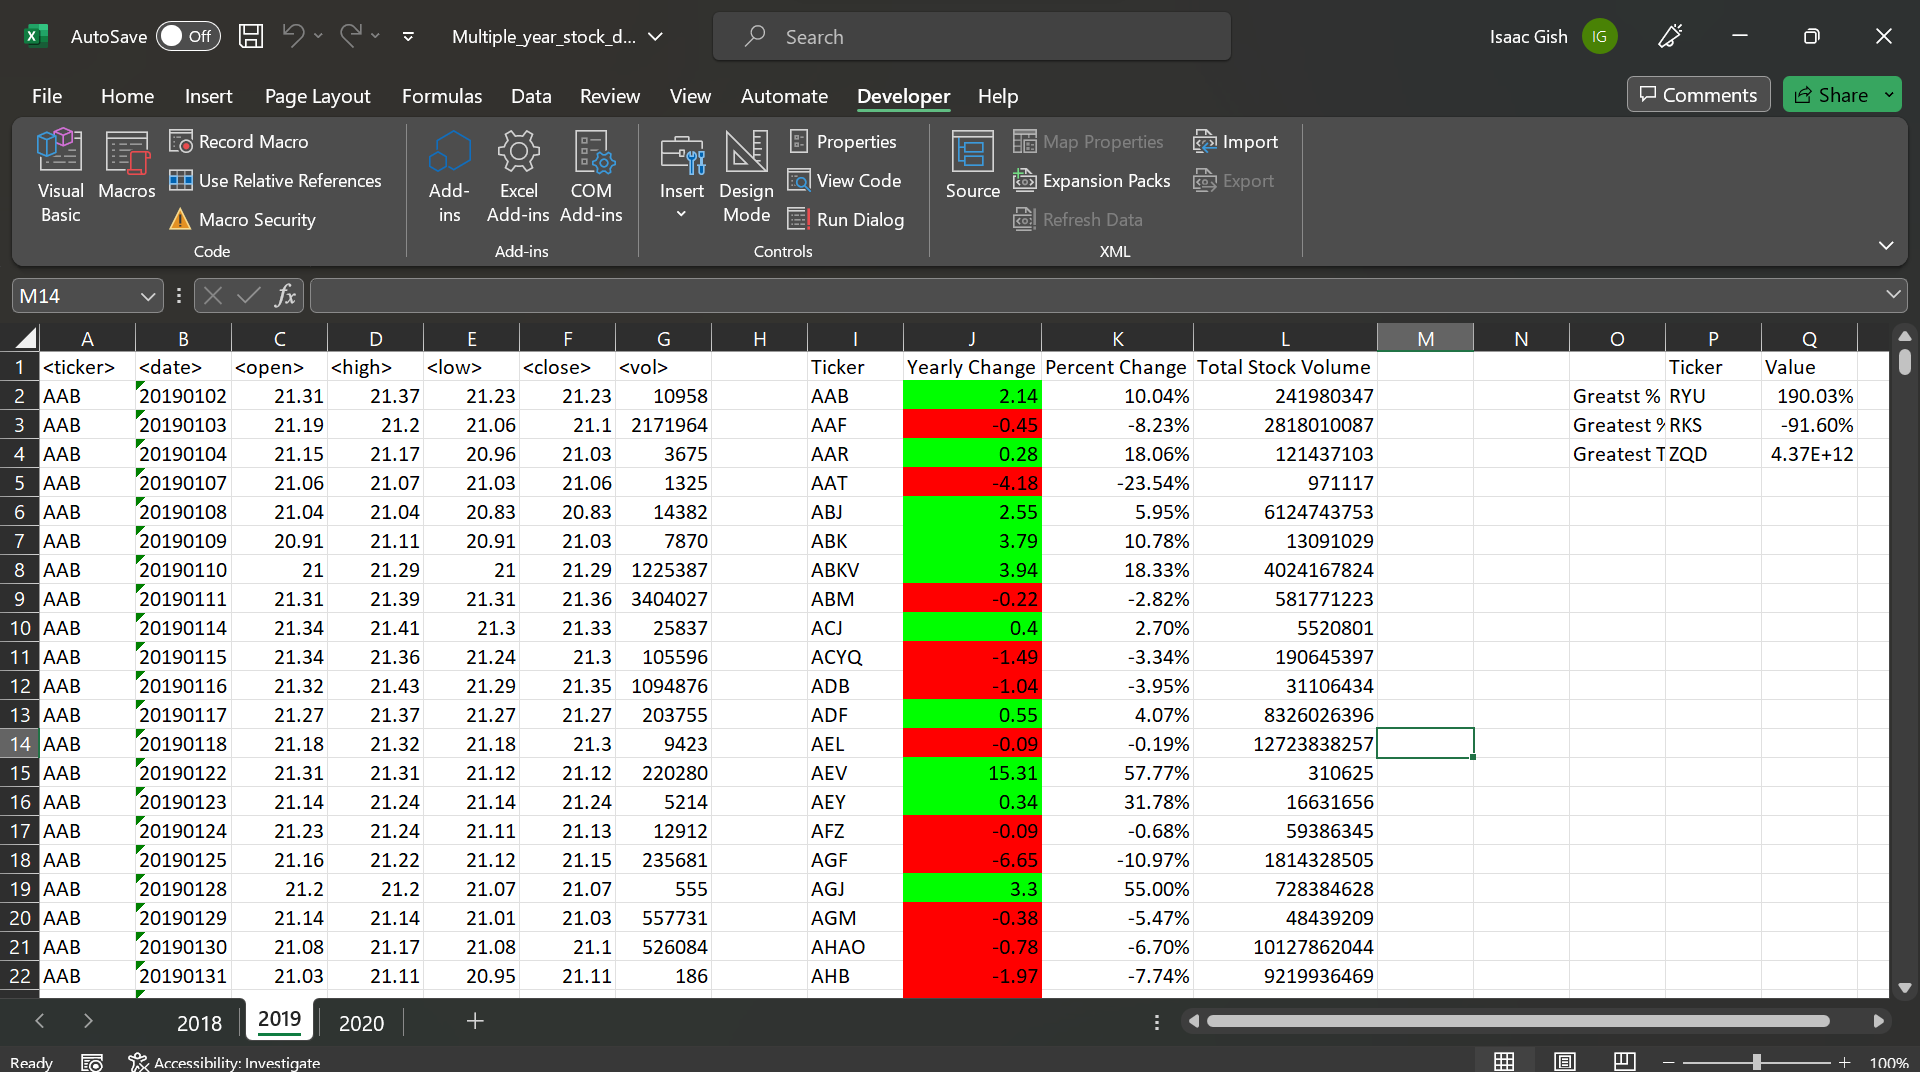 AutoSave Off Multiple_year_stock_d... Search Isaac Gish IG
File Home Insert Page Layout Formulas Data Review View Automate Developer Help Comments Share
Visual Basic Macros Record Macro Use Relative References Macro Security
Code
Add-ins Excel Add-ins COM Add-ins
Add-ins
Insert Design Mode Properties View Code Run Dialog
Controls
Source Map Properties Expansion Packs Refresh Data Import Export
XML
M14 fx
A B C D E F G H I J K L M N O P Q
1 <ticker> <date> <open> <high> <low> <close> <vol> Ticker Yearly Change Percent Change Total Stock Volume Ticker Value
2 AAB 20190102 21.31 21.37 21.23 21.23 10958 AAB 2.14 10.04% 241980347 Greatst % RYU 190.03%
3 AAB 20190103 21.19 21.2 21.06 21.1 2171964 AAF -0.45 -8.23% 2818010087 Greatest % RKS -91.60%
4 AAB 20190104 21.15 21.17 20.96 21.03 3675 AAR 0.28 18.06% 121437103 Greatest T ZQD 4.37E+12
5 AAB 20190107 21.06 21.07 21.03 21.06 1325 AAT -4.18 -23.54% 971117
6 AAB 20190108 21.04 21.04 20.83 20.83 14382 ABJ 2.55 5.95% 6124743753
7 AAB 20190109 20.91 21.11 20.91 21.03 7870 ABK 3.79 10.78% 13091029
8 AAB 20190110 21 21.29 21 21.29 1225387 ABKV 3.94 18.33% 4024167824
9 AAB 20190111 21.31 21.39 21.31 21.36 3404027 ABM -0.22 -2.82% 581771223
10 AAB 20190114 21.34 21.41 21.3 21.33 25837 ACJ 0.4 2.70% 5520801
11 AAB 20190115 21.34 21.36 21.24 21.3 105596 ACYQ -1.49 -3.34% 190645397
12 AAB 20190116 21.32 21.43 21.29 21.35 1094876 ADB -1.04 -3.95% 31106434
13 AAB 20190117 21.27 21.37 21.27 21.27 203755 ADF 0.55 4.07% 8326026396
14 AAB 20190118 21.18 21.32 21.18 21.3 9423 AEL -0.09 -0.19% 12723838257
15 AAB 20190122 21.31 21.31 21.12 21.12 220280 AEV 15.31 57.77% 310625
16 AAB 20190123 21.14 21.24 21.14 21.24 5214 AEY 0.34 31.78% 16631656
17 AAB 20190124 21.23 21.24 21.11 21.13 12912 AFZ -0.09 -0.68% 59386345
18 AAB 20190125 21.16 21.22 21.12 21.15 235681 AGF -6.65 -10.97% 1814328505
19 AAB 20190128 21.2 21.2 21.07 21.07 555 AGJ 3.3 55.00% 728384628
20 AAB 20190129 21.14 21.14 21.01 21.03 557731 AGM -0.38 -5.47% 48439209
21 AAB 20190130 21.08 21.17 21.08 21.1 526084 AHAO -0.78 -6.70% 10127862044
22 AAB 20190131 21.03 21.11 20.95 21.11 186 AHB -1.97 -7.74% 9219936469
2018 2019 2020
Ready Accessibility: Investigate 100%